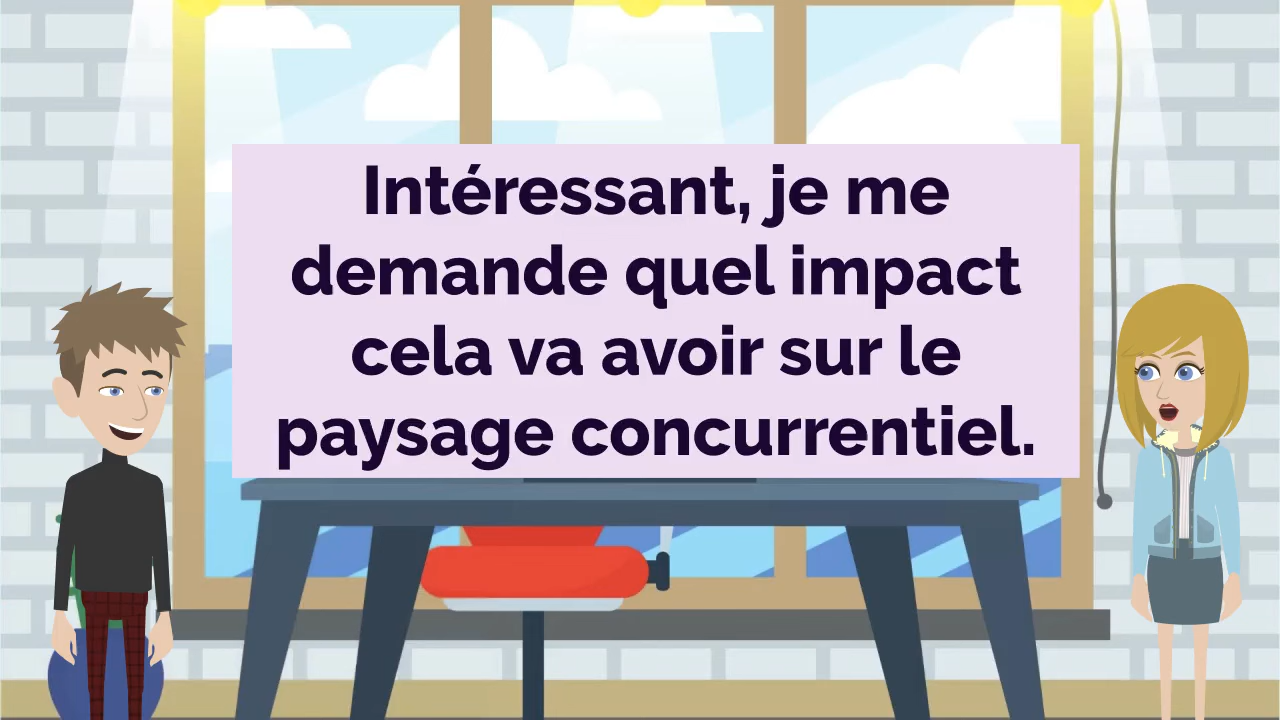 Intéressant, je me
demande quel impact
cela va avoir sur le
paysage concurrentiel.